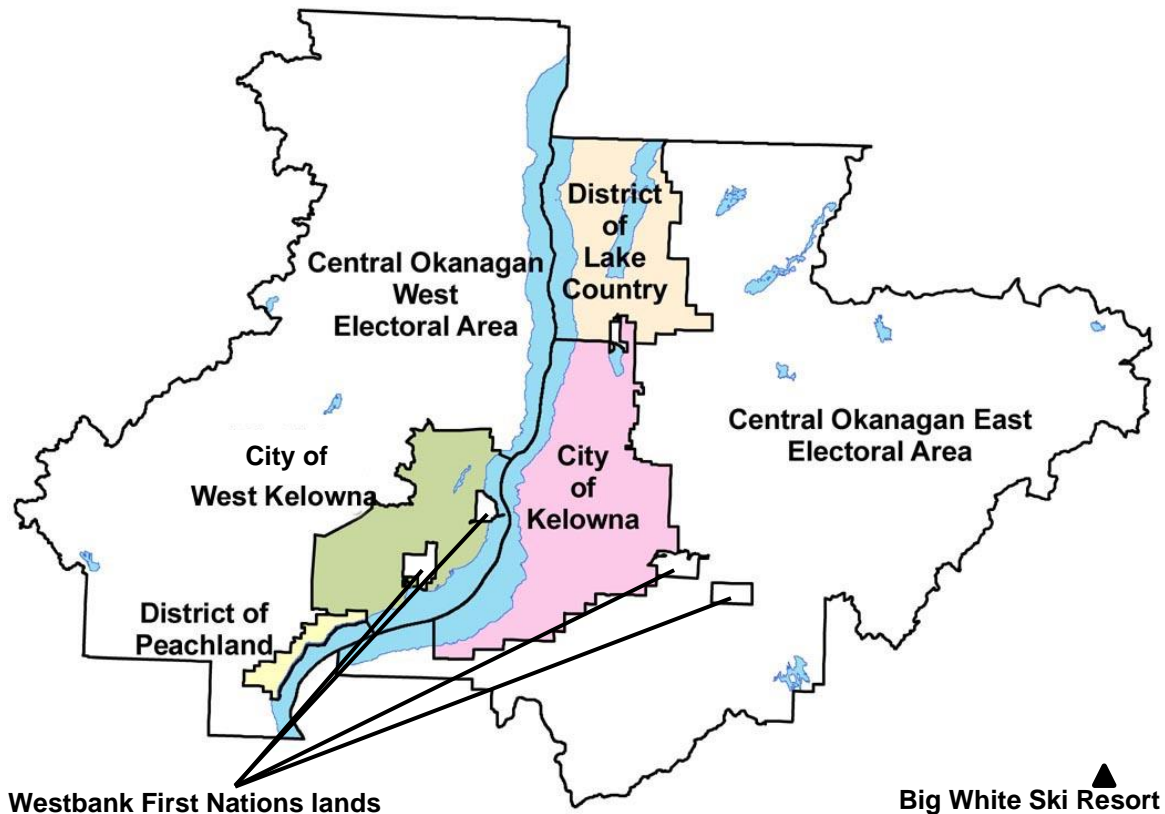 District
of
Lake
Country
Central Okanagan
West
Electoral Area
Central Okanagan East
Electoral Area
City of
West Kelowna
City
of
Kelowna
District of
Peachland
Westbank First Nations lands
Big White Ski Resort